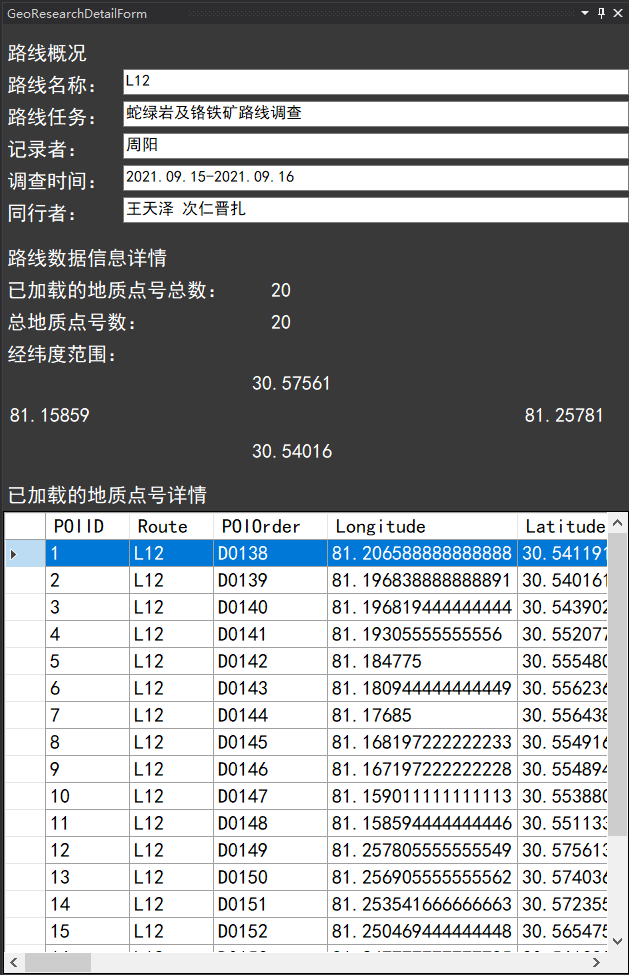 GeoResearchDetailForm
路线概况
路线名称: L12
路线任务: 蛇绿岩及铬铁矿路线调查
记录者: 周阳
调查时间: 2021.09.15-2021.09.16
同行者: 王天泽 次仁晋扎
路线数据信息详情
已加载的地质点号总数: 20
总地质点号数: 20
经纬度范围:
30.57561
81.15859 81.25781
30.54016
已加载的地质点号详情
POIID Route POIOrder Longitude Latitude
1 L12 D0138 81.206588888888888 30.541191
2 L12 D0139 81.196838888888891 30.540161
3 L12 D0140 81.196819444444444 30.543902
4 L12 D0141 81.19305555555556 30.552077
5 L12 D0142 81.184775 30.555480
6 L12 D0143 81.180944444444449 30.556236
7 L12 D0144 81.17685 30.556438
8 L12 D0145 81.168197222222233 30.554916
9 L12 D0146 81.167197222222228 30.554894
10 L12 D0147 81.159011111111113 30.553880
11 L12 D0148 81.158594444444446 30.551133
12 L12 D0149 81.257805555555549 30.575613
13 L12 D0150 81.256905555555562 30.574036
14 L12 D0151 81.253541666666663 30.572355
15 L12 D0152 81.250469444444448 30.565475